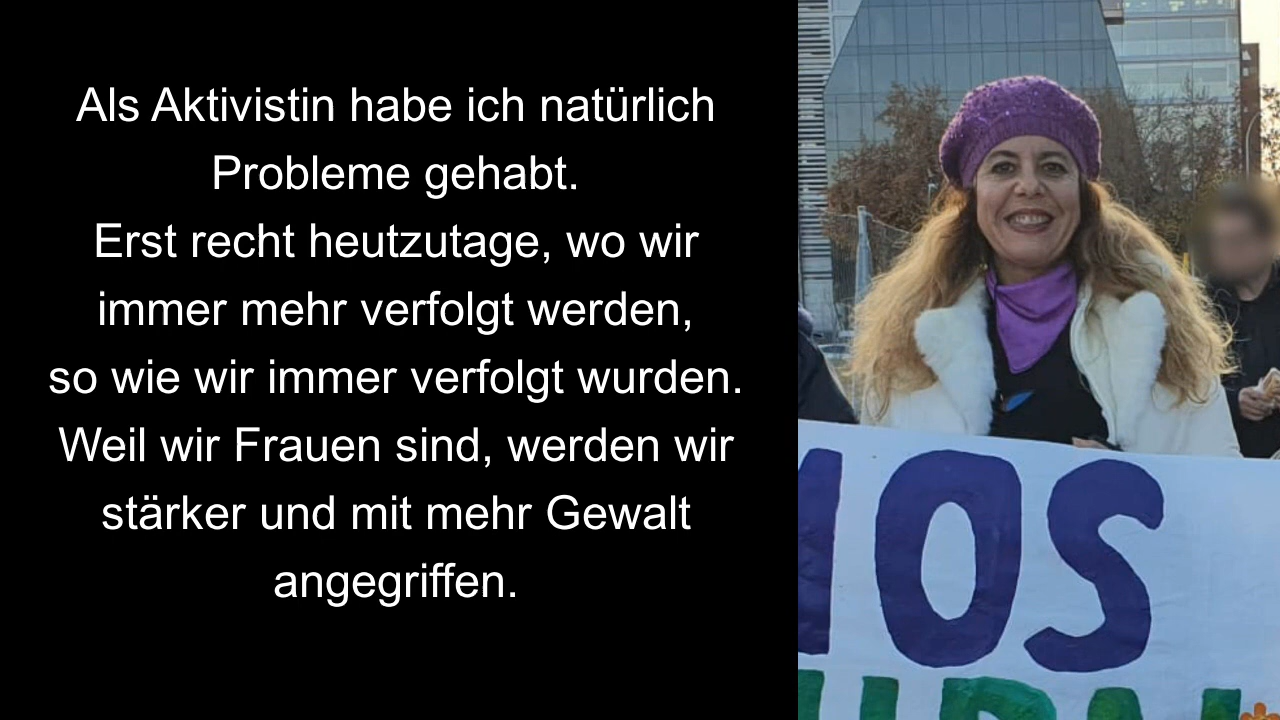 Als Aktivistin habe ich natürlich
Probleme gehabt.
Erst recht heutzutage, wo wir
immer mehr verfolgt werden,
so wie wir immer verfolgt wurden.
Weil wir Frauen sind, werden wir
stärker und mit mehr Gewalt
angegriffen.
OS